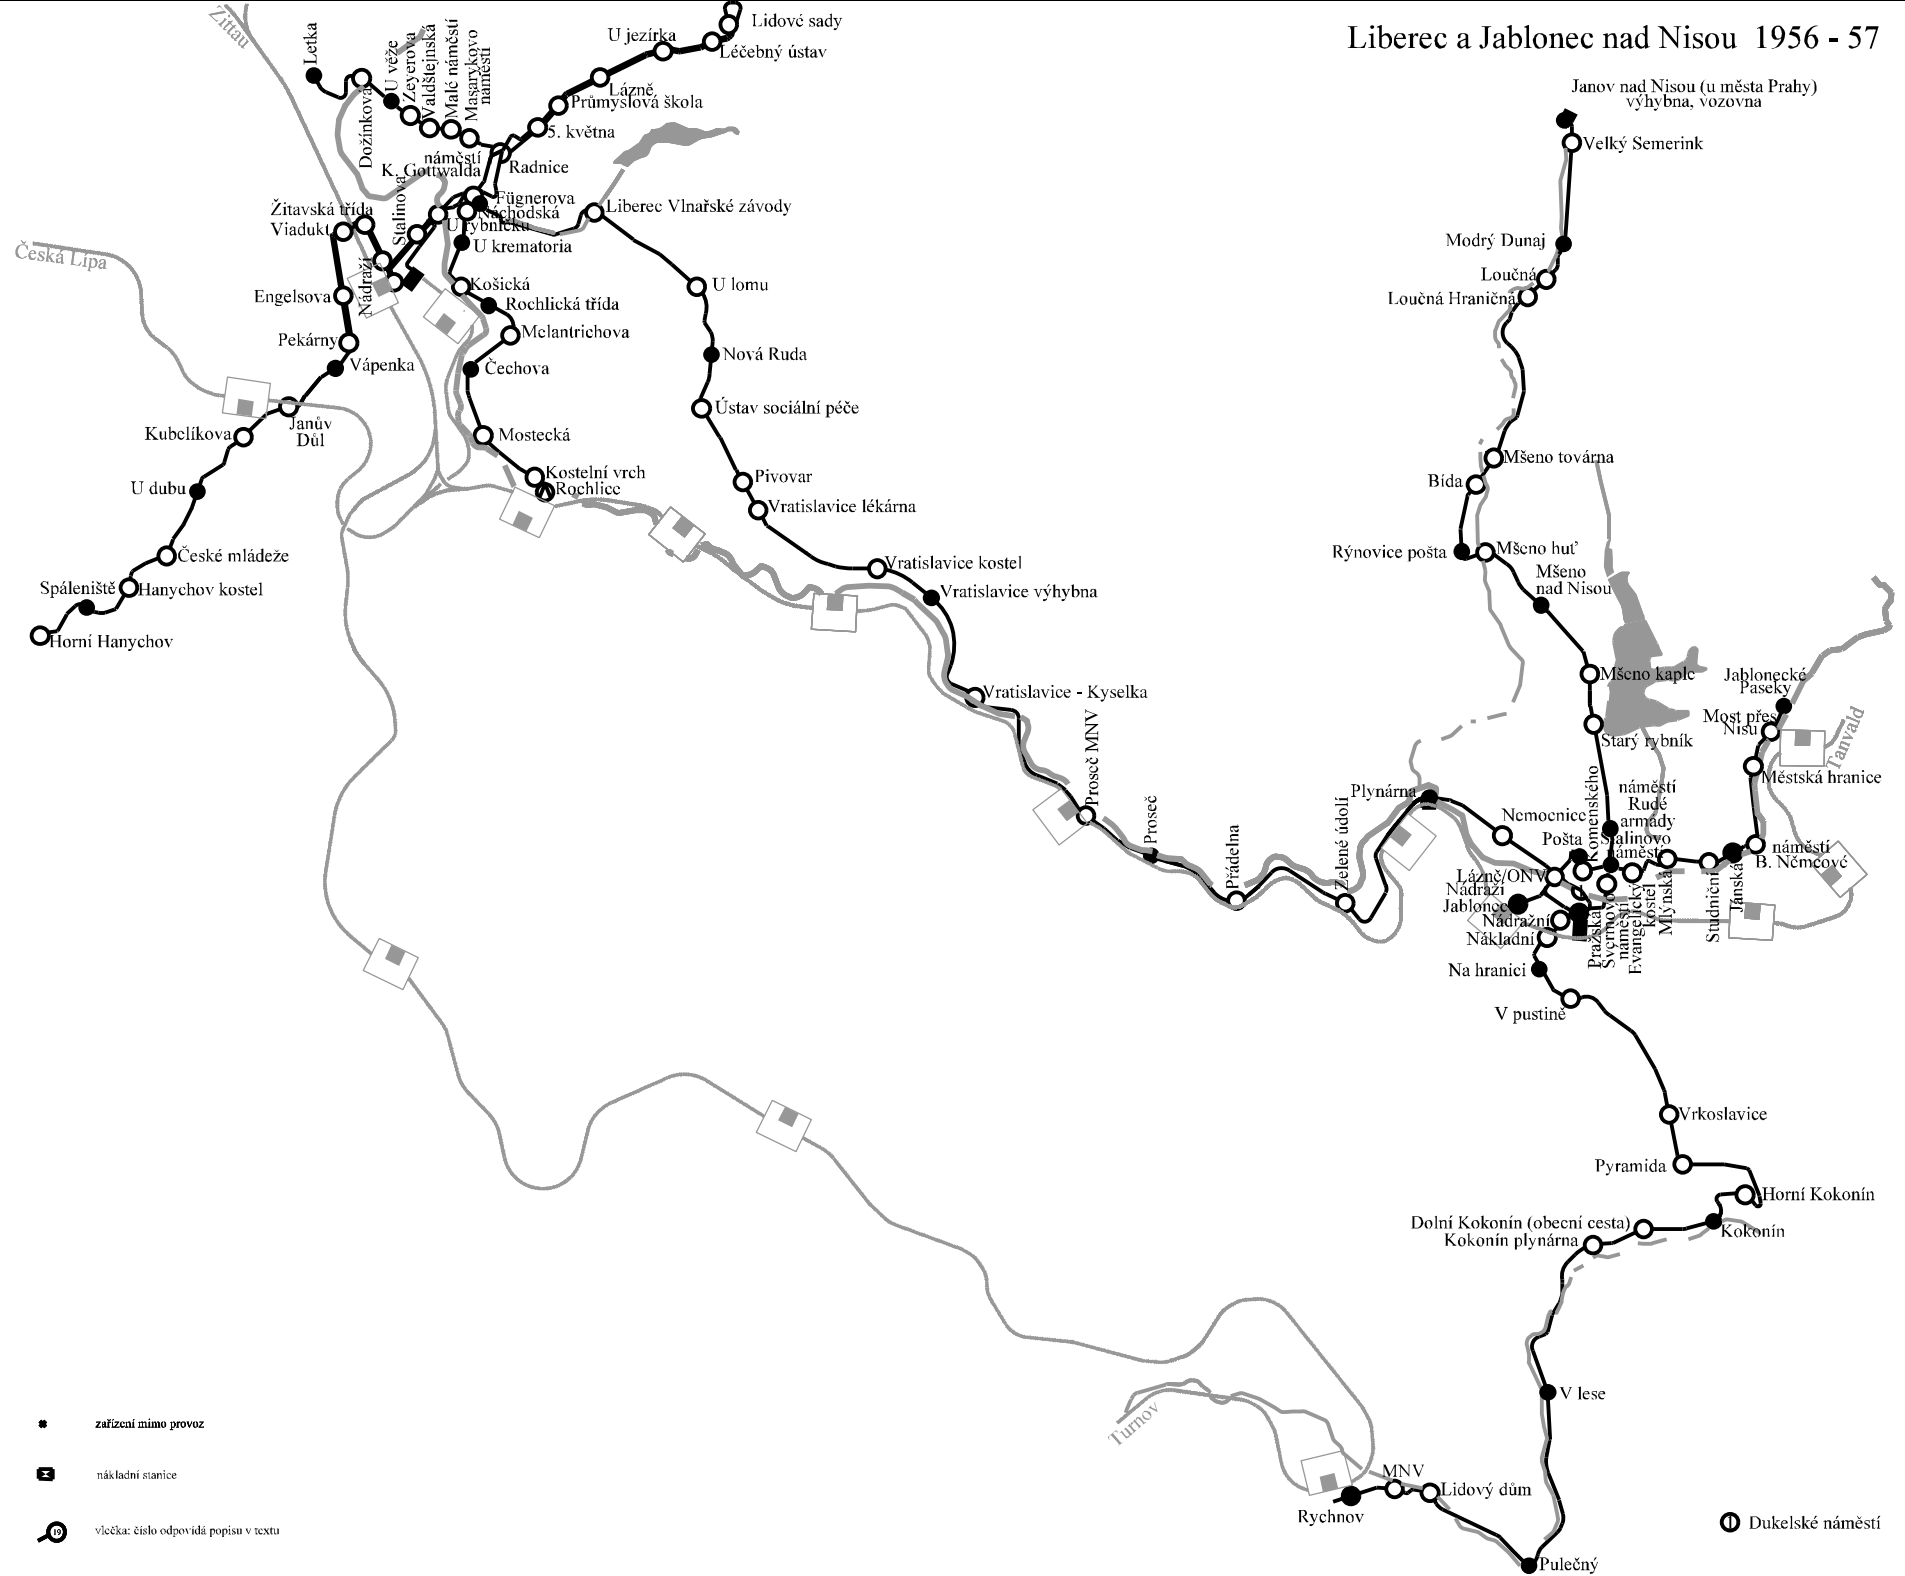 Liberec a Jablonec nad Nisou 1956 - 57
Zittau
Česká Lípa
Letka
Dožínkova
U věže
Zeyerova
Valdštejnská
Malé náměstí
Masarykovo
náměstí
Lidové sady
Léčebný ústav
U jezírka
Lázně
Průmyslová škola
5. května
Radnice
náměstí
K. Gottwalda
Fügnerova
Náchodská
U rybníčku
U krematoria
Stalinova
Žitavská třída
Viadukt
Nádraží
Engelsova
Pekárny
Vápenka
Janův
Důl
Kubelíkova
U dubu
České mládeže
Spáleniště
Hanychov kostel
Horní Hanychov
Košická
Rochlická třída
Melantrichova
Čechova
Mostecká
Kostelní vrch
Rochlice
Liberec Vlnařské závody
U lomu
Nová Ruda
Ústav sociální péče
Pivovar
Vratislavice lékárna
Vratislavice kostel
Vratislavice výhybna
Vratislavice - Kyselka
Proseč MNV
Proseč
Přádelna
Zelené údolí
Plynárna
Nemocnice
Pošta
Lázně/ONV
Nádraží
Jablonec
Nádražní
Nákladní
Na hranici
V pustině
Janov nad Nisou (u města Prahy)
výhybna, vozovna
Velký Semerink
Modrý Dunaj
Loučná
Loučná Hraničná
Mšeno továrna
Bída
Rýnovice pošta
Mšeno huť
Mšeno
nad Nisou
Mšeno kaple
Starý rybník
Komenského
náměstí
Rudé
armády
Stalinovo
náměstí
Pražská
Švermovo
náměstí
Evangelický
kostel
Mlýnská
Studniční
Jánská
náměstí
B. Němcové
Městská hranice
Most přes
Nisu
Jablonecké
Paseky
Tanvald
Vrkoslavice
Pyramida
Horní Kokonín
Kokonín
Dolní Kokonín (obecní cesta)
Kokonín plynárna
V lese
Pulečný
Lidový dům
MNV
Rychnov
Turnov
zařízení mimo provoz
nákladní stanice
19
vlečka: číslo odpovídá popisu v textu
Dukelské náměstí